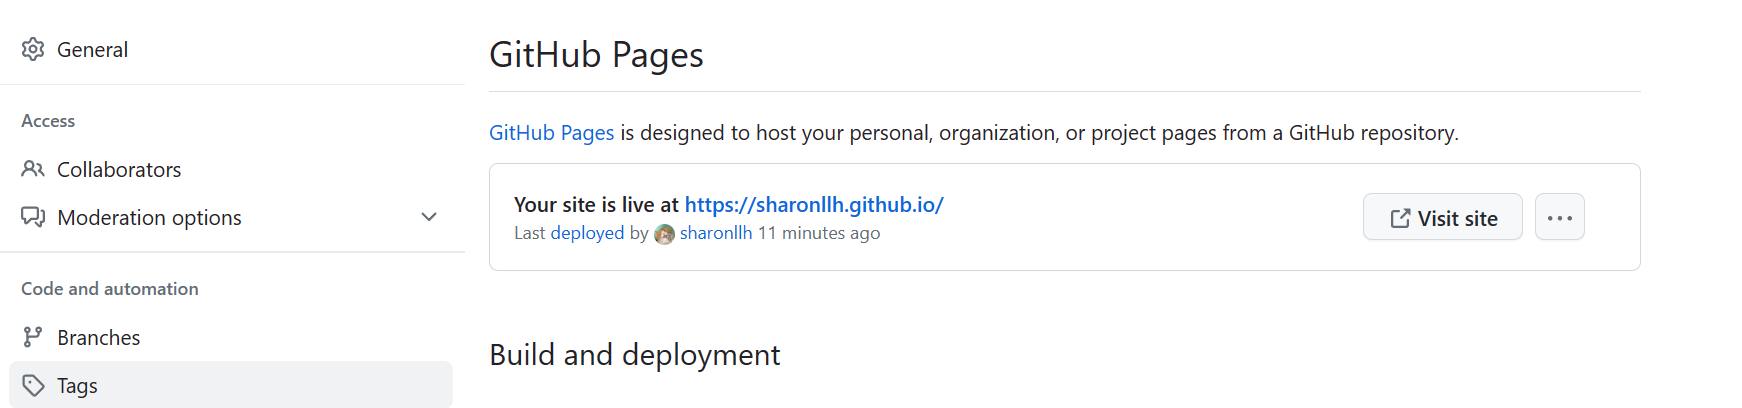 General
Access
Collaborators
Moderation options
Code and automation
Branches
Tags
GitHub Pages
GitHub Pages is designed to host your personal, organization, or project pages from a GitHub repository.
Your site is live at https://sharonllh.github.io/
Last deployed by sharonllh 11 minutes ago
Visit site
Build and deployment